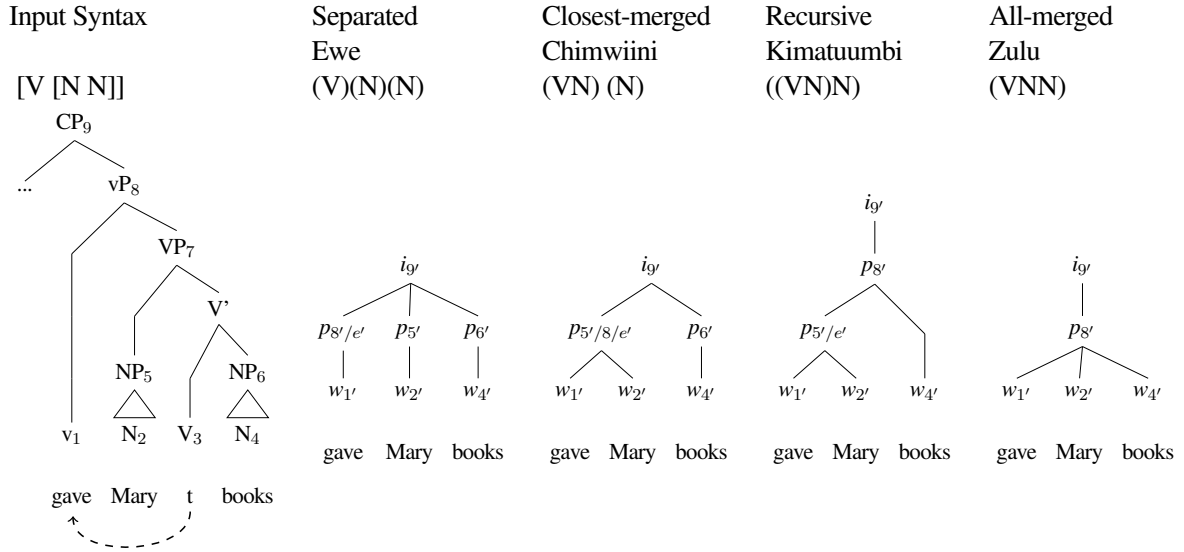 Input Syntax Separated Closest-merged Recursive All-merged
Ewe Chimwiini Kimatuumbi Zulu
[V [N N]] (V)(N)(N) (VN) (N) ((VN)N) (VNN)
CP₉
... vP₈
i₉′
VP₇
i₉′ i₉′ p₈′ i₉′
V’
p₈′/e′ p₅′ p₆′ p₅′/8/e′ p₆′ p₅′/e′ p₈′
NP₅ NP₆
w₁′ w₂′ w₄′ w₁′ w₂′ w₄′ w₁′ w₂′ w₄′ w₁′ w₂′ w₄′
v₁ N₂ V₃ N₄
gave Mary books gave Mary books gave Mary books gave Mary books
gave Mary t books